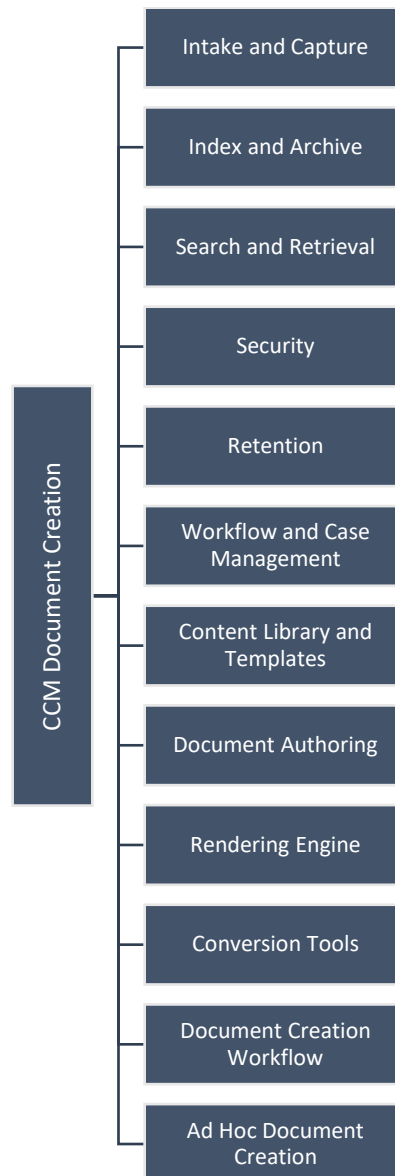 CCM Document Creation
Intake and Capture
Index and Archive
Search and Retrieval
Security
Retention
Workflow and Case
Management
Content Library and
Templates
Document Authoring
Rendering Engine
Conversion Tools
Document Creation
Workflow
Ad Hoc Document
Creation